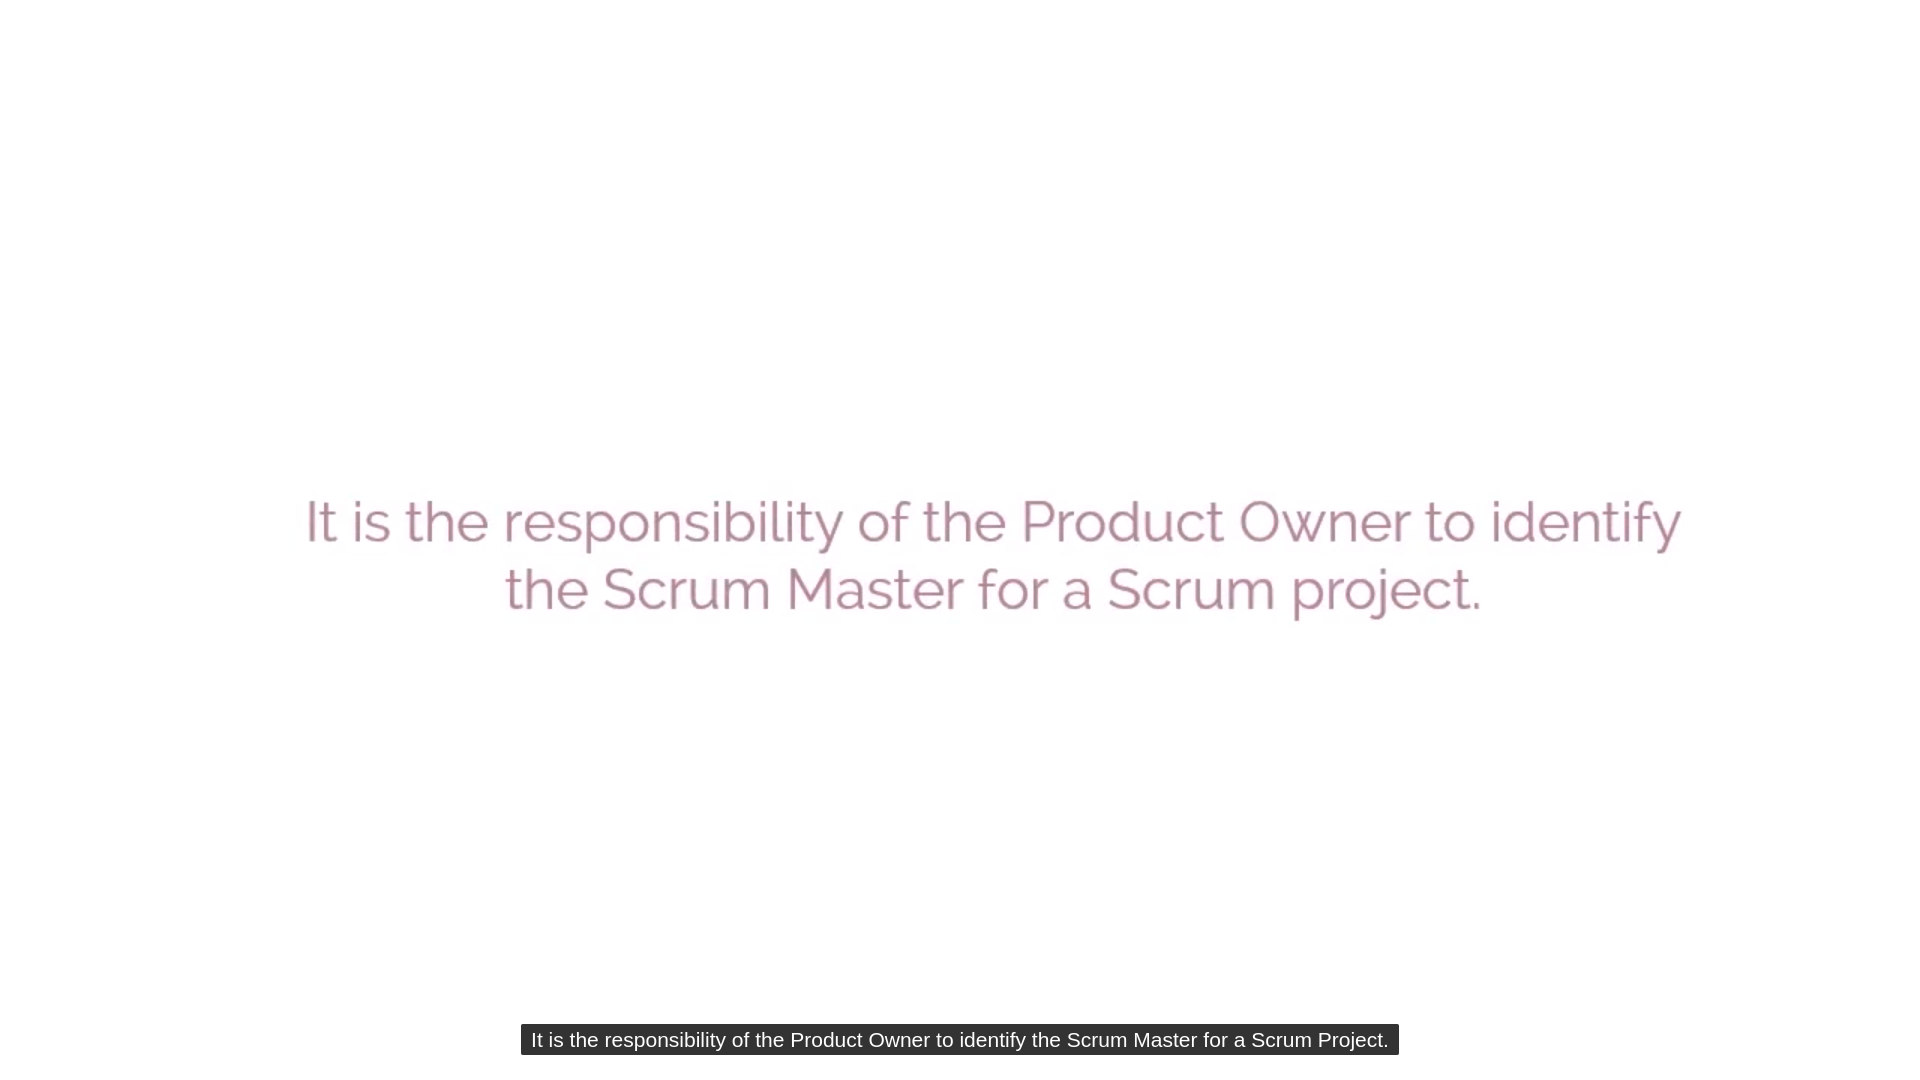 It is the responsibility of the Product Owner to identify
the Scrum Master for a Scrum project.
It is the responsibility of the Product Owner to identify the Scrum Master for a Scrum Project.